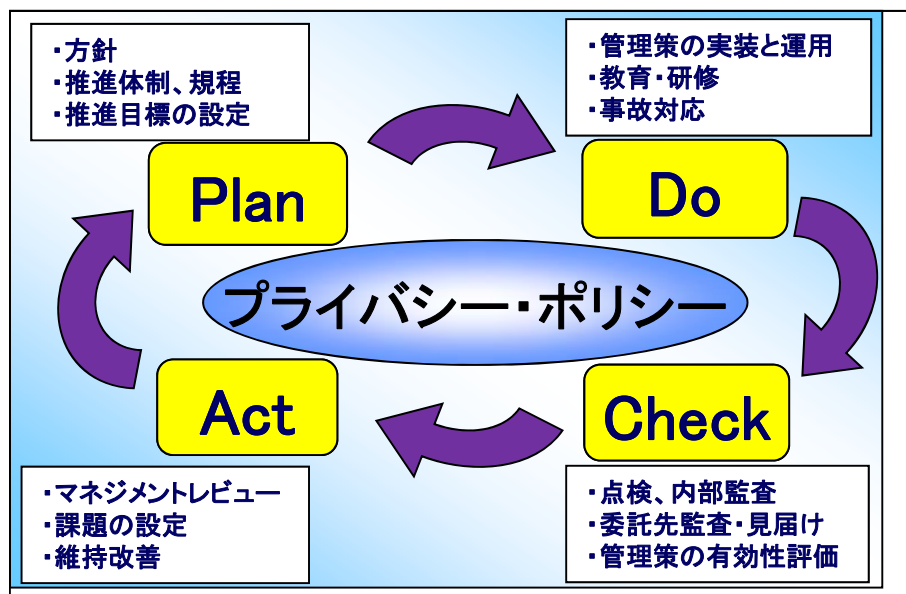 ・方針
・推進体制、規程
・推進目標の設定
・管理策の実装と運用
・教育・研修
・事故対応
Plan
Do
プライバシー・ポリシー
Act
Check
・マネジメントレビュー
・課題の設定
・維持改善
・点検、内部監査
・委託先監査・見届け
・管理策の有効性評価